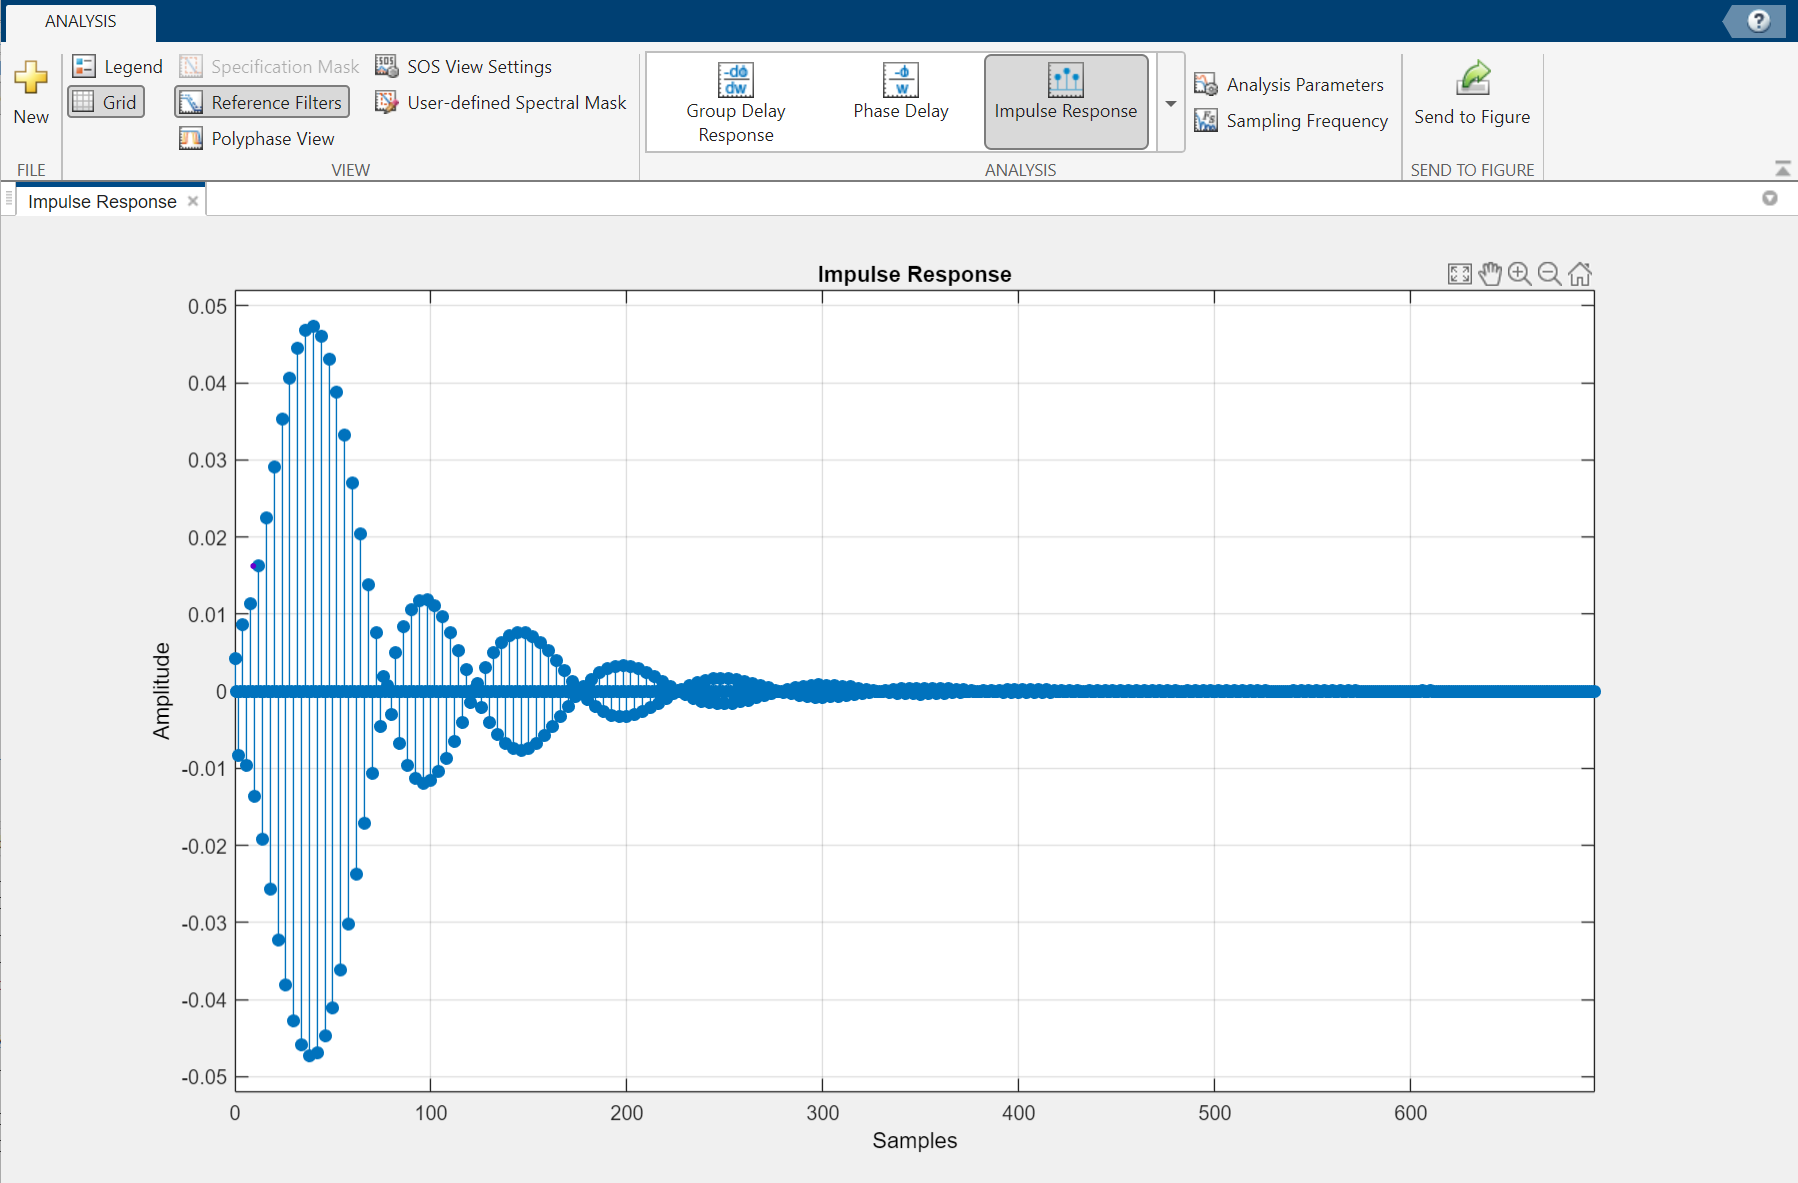 ANALYSIS
?
New
Legend
Grid
Specification Mask
Reference Filters
Polyphase View
SOS View Settings
User-defined Spectral Mask
-dϕ
dw
Group Delay
Response
-ϕ
w
Phase Delay
Impulse Response
Analysis Parameters
Sampling Frequency
Send to Figure
FILE
VIEW
ANALYSIS
SEND TO FIGURE
Impulse Response
Impulse Response
0.05
0.04
0.03
0.02
0.01
0
-0.01
-0.02
-0.03
-0.04
-0.05
Amplitude
0 100 200 300 400 500 600
Samples